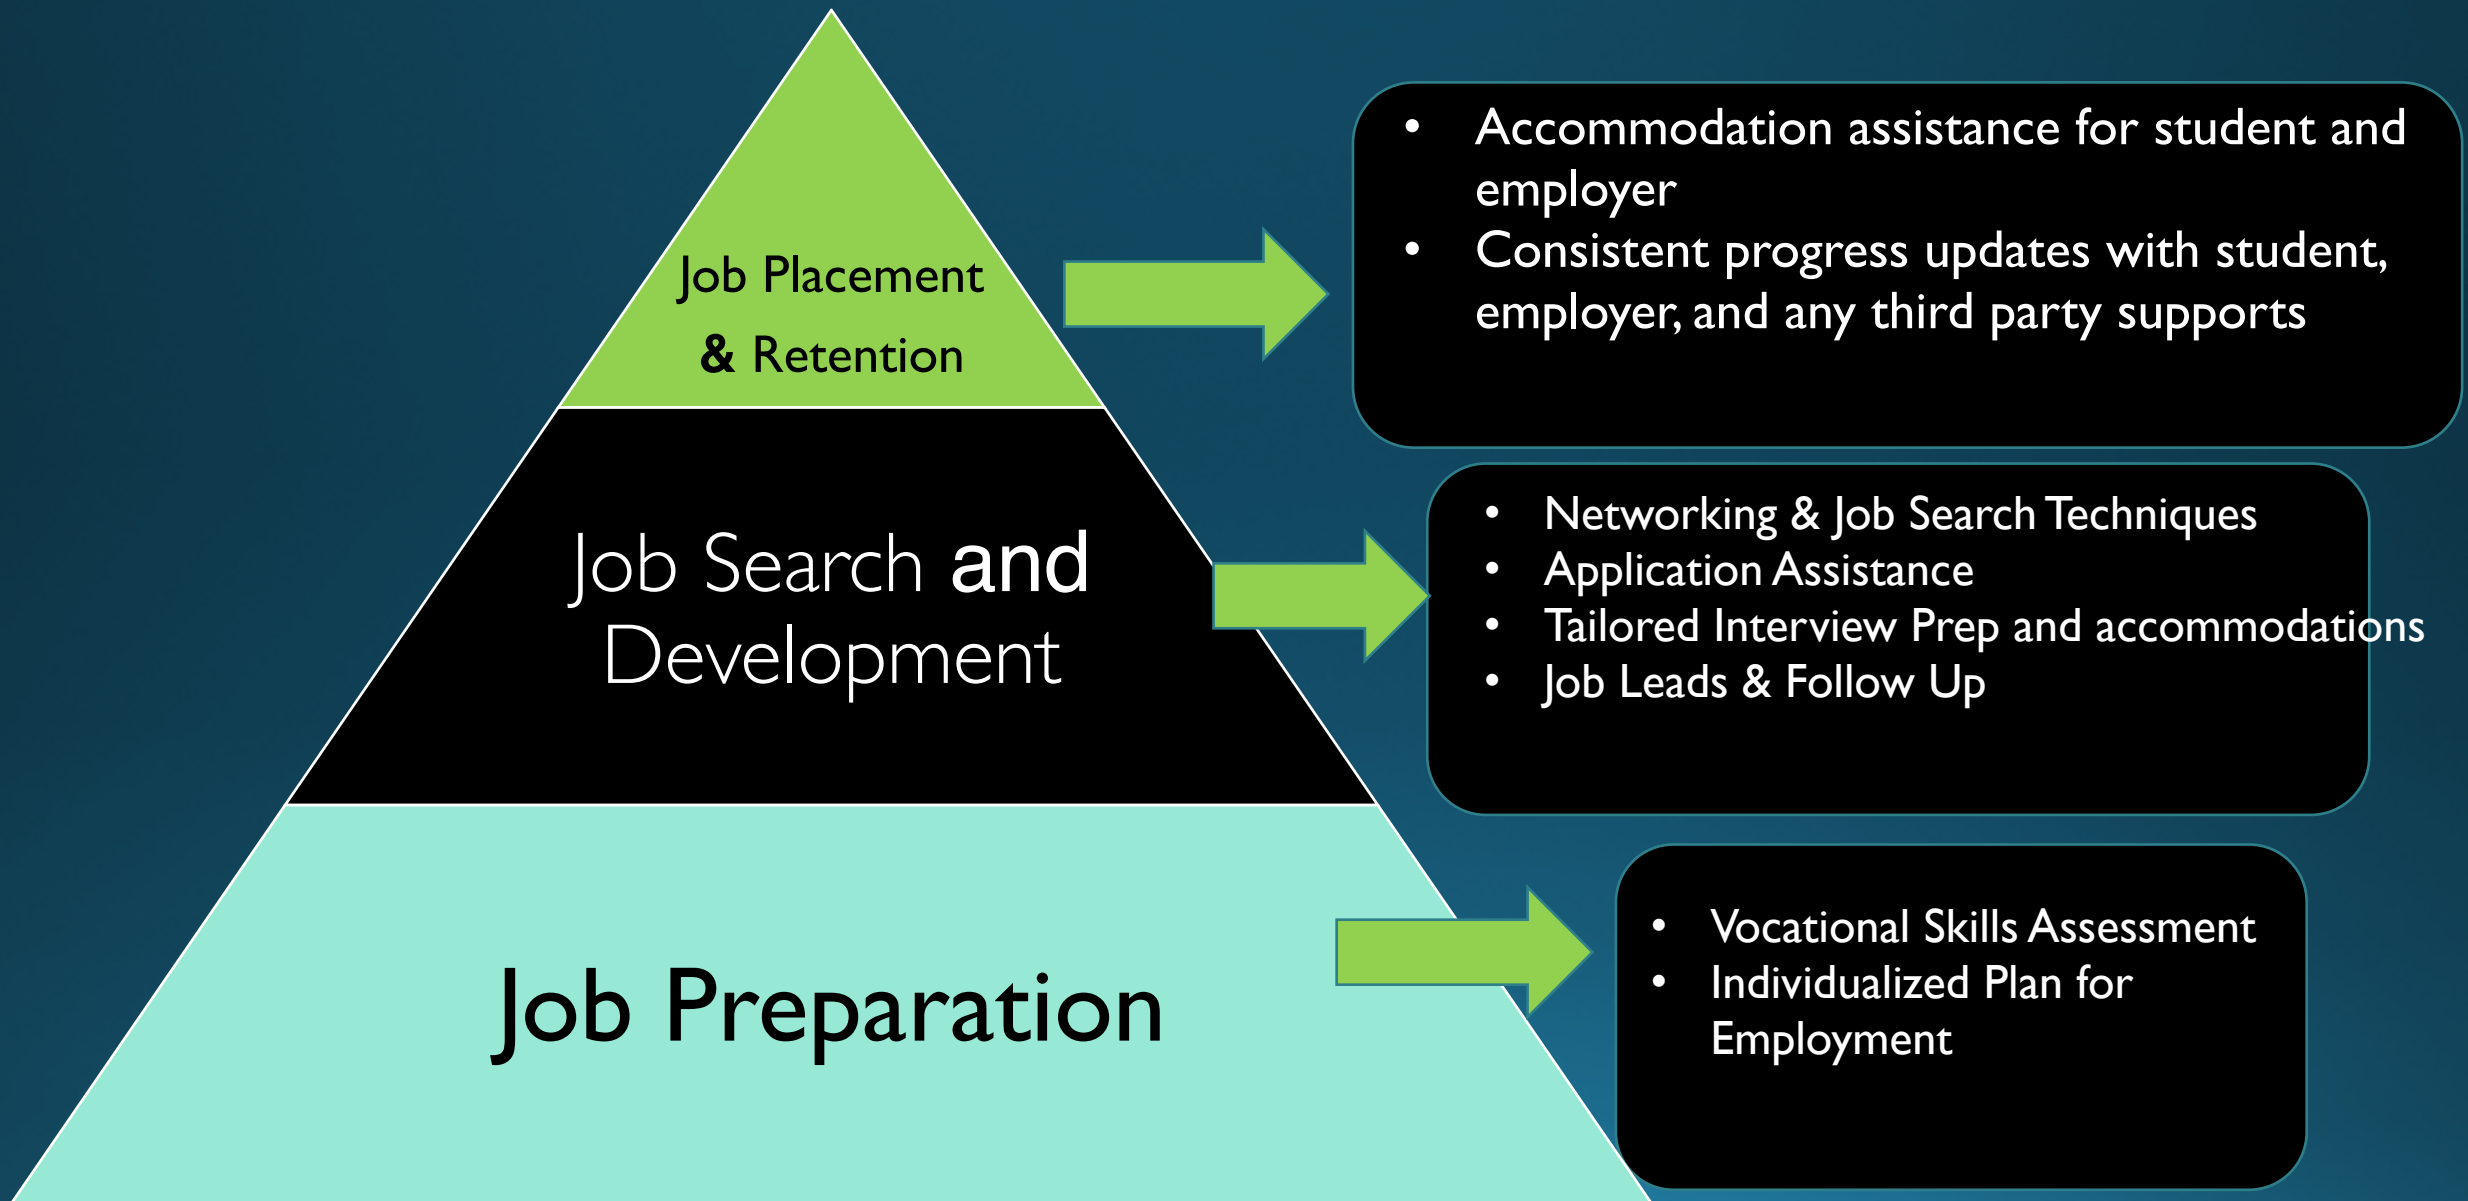 Job Placement
& Retention
• Accommodation assistance for student and
employer
• Consistent progress updates with student,
employer, and any third party supports
Job Search and
Development
• Networking & Job Search Techniques
• Application Assistance
• Tailored Interview Prep and accommodations
• Job Leads & Follow Up
Job Preparation
• Vocational Skills Assessment
• Individualized Plan for
Employment